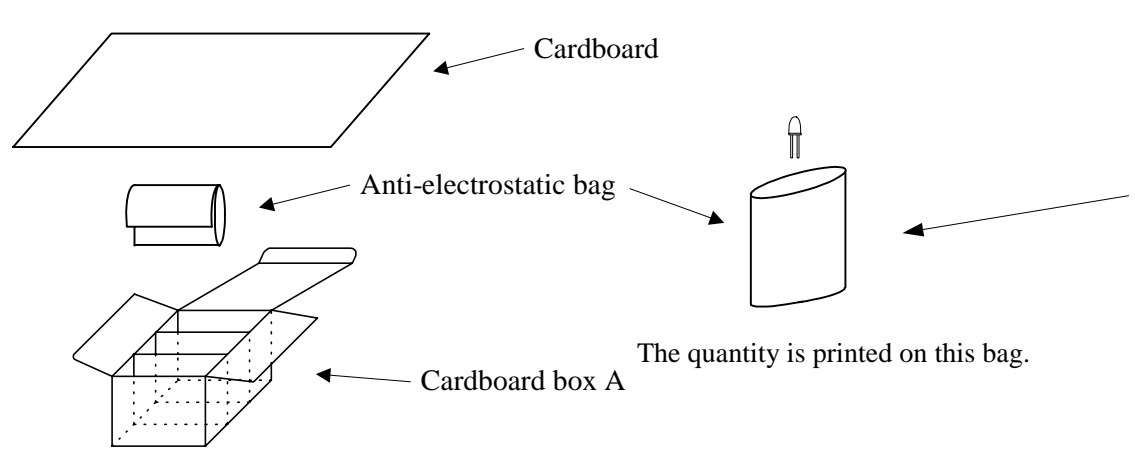 Cardboard
Anti-electrostatic bag
The quantity is printed on this bag.
Cardboard box A